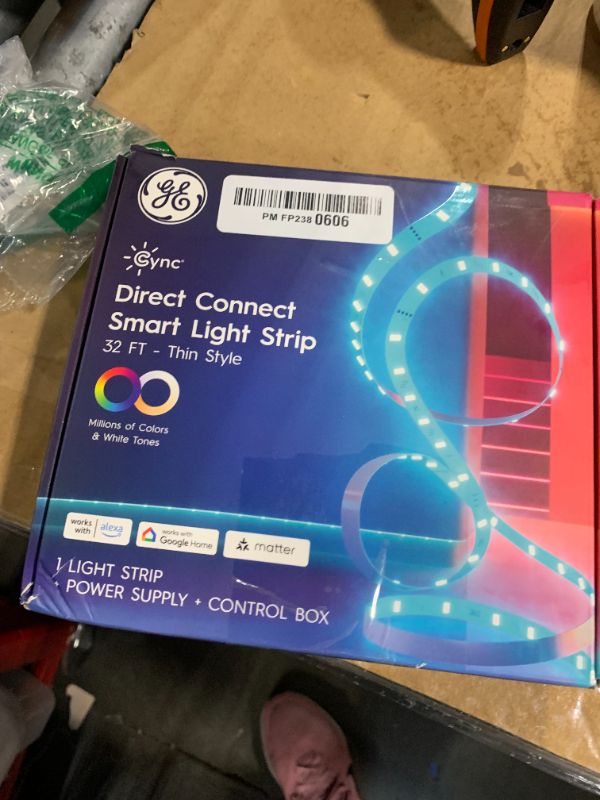 GE
PM FP238 0606
Cync
Direct Connect
Smart Light Strip
32 FT - Thin Style
Millions of Colors
& White Tones
works with alexa
works with Google Home
matter
1 LIGHT STRIP
+ POWER SUPPLY + CONTROL BOX